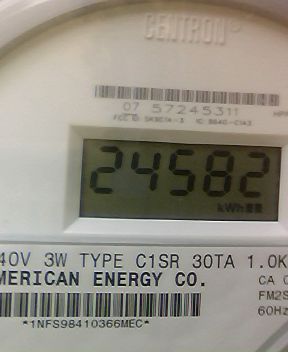 CENTRON®
07 57245311
24582
kWh
40V 3W TYPE C1SR 30TA 1.0K
MERICAN ENERGY CO.
CA 0
FM2S
60Hz
*1NFS98410366MEC*